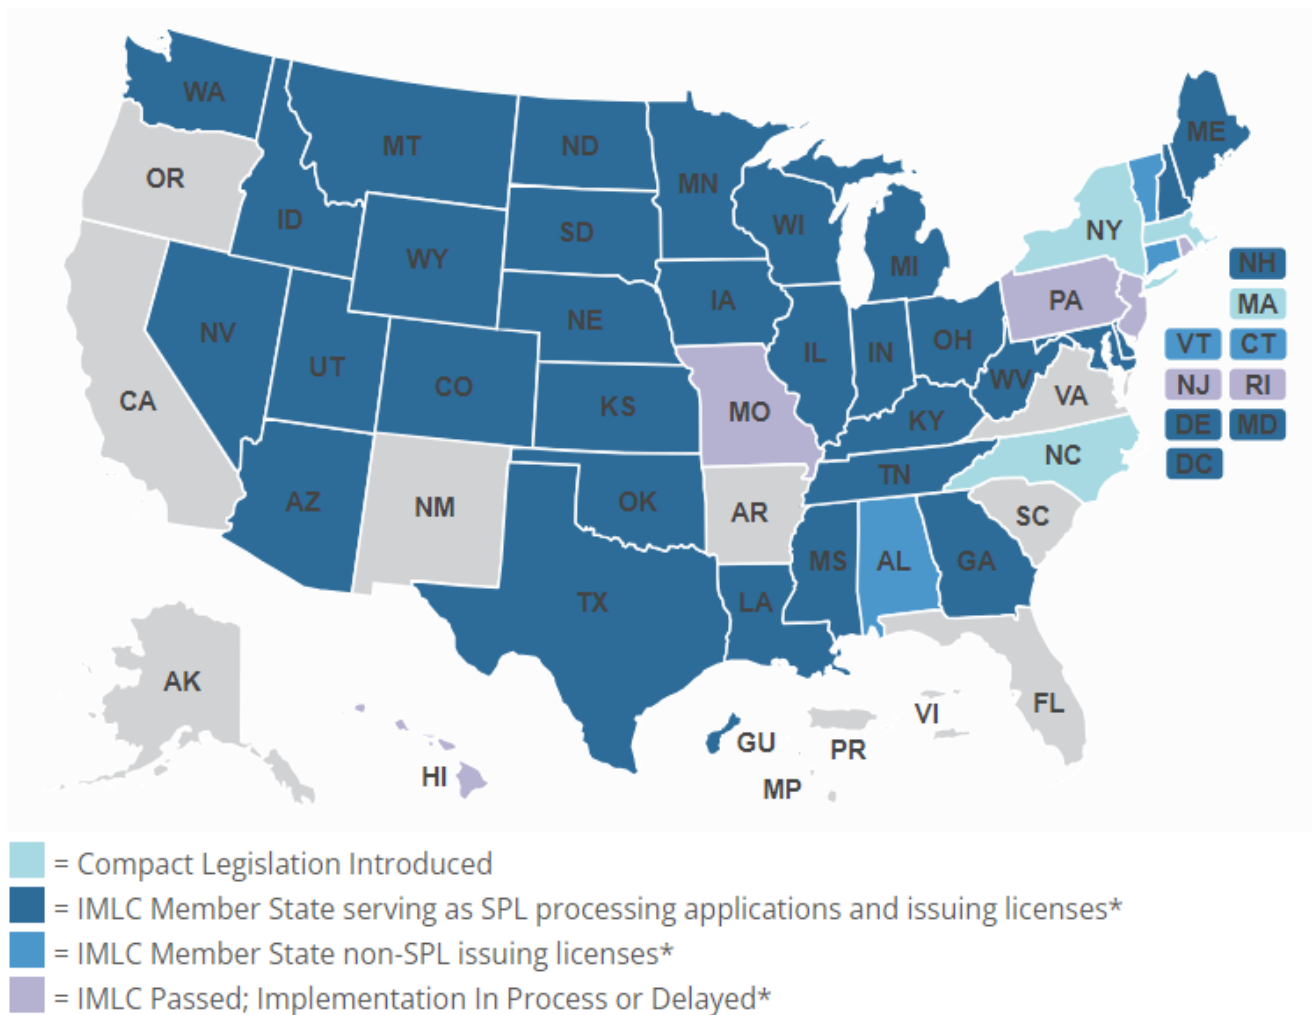 WA
ME
MT
ND
OR
MN
ID
SD
WI
NY
WY
MI
NH
IA
PA
MA
NE
NV
OH
VT
CT
IL
IN
UT
WV
NJ
RI
CO
VA
CA
KS
MO
KY
DE
MD
NC
DC
TN
AZ
NM
OK
AR
SC
MS
AL
GA
TX
LA
AK
FL
VI
GU
PR
HI
MP
= Compact Legislation Introduced
= IMLC Member State serving as SPL processing applications and issuing licenses*
= IMLC Member State non-SPL issuing licenses*
= IMLC Passed; Implementation In Process or Delayed*